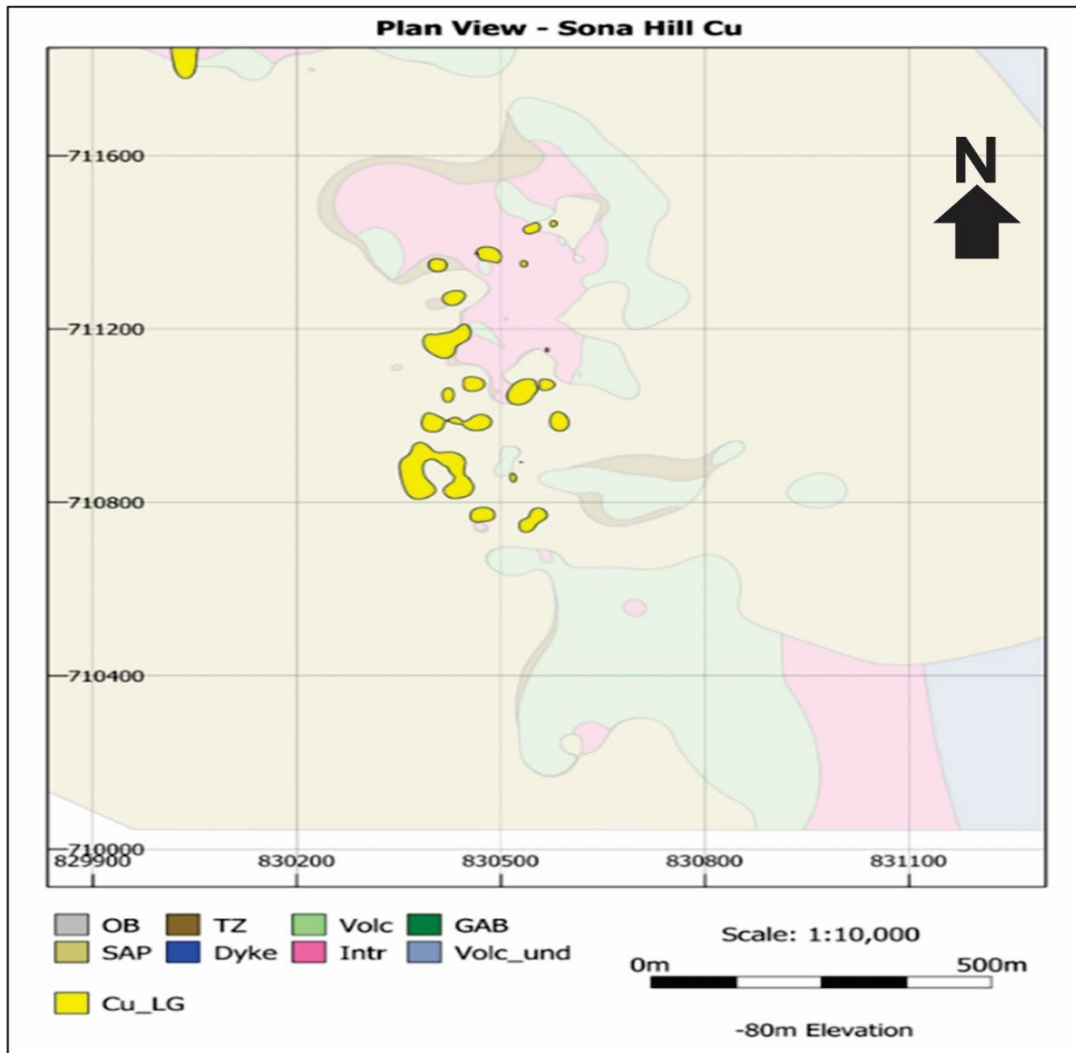 Plan View - Sona Hill Cu
N
711600
711200
710800
710400
710000
829900 830200 830500 830800 831100
OB TZ Volc GAB
SAP Dyke Intr Volc_und
Cu_LG
Scale: 1:10,000
0m 500m
-80m Elevation